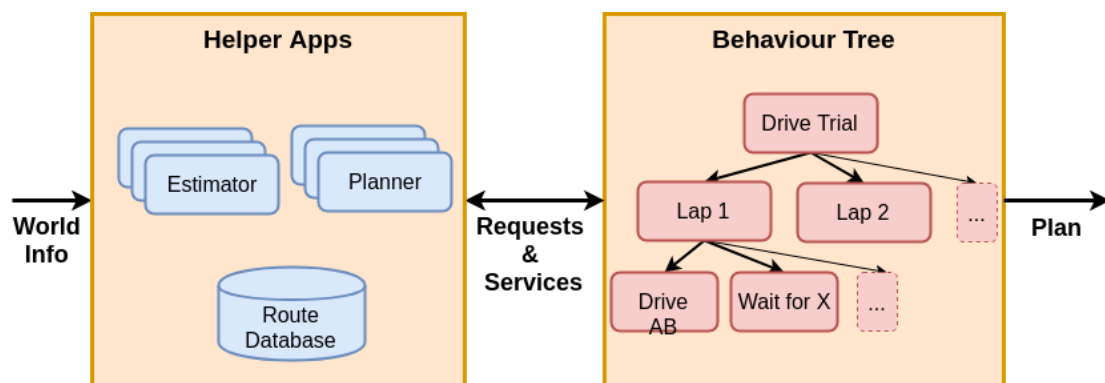 Helper Apps
Behaviour Tree
Drive Trial
Estimator
Planner
Lap 1
Lap 2
...
World
Info
Requests
&
Services
Plan
Route
Database
Drive
AB
Wait for X
...